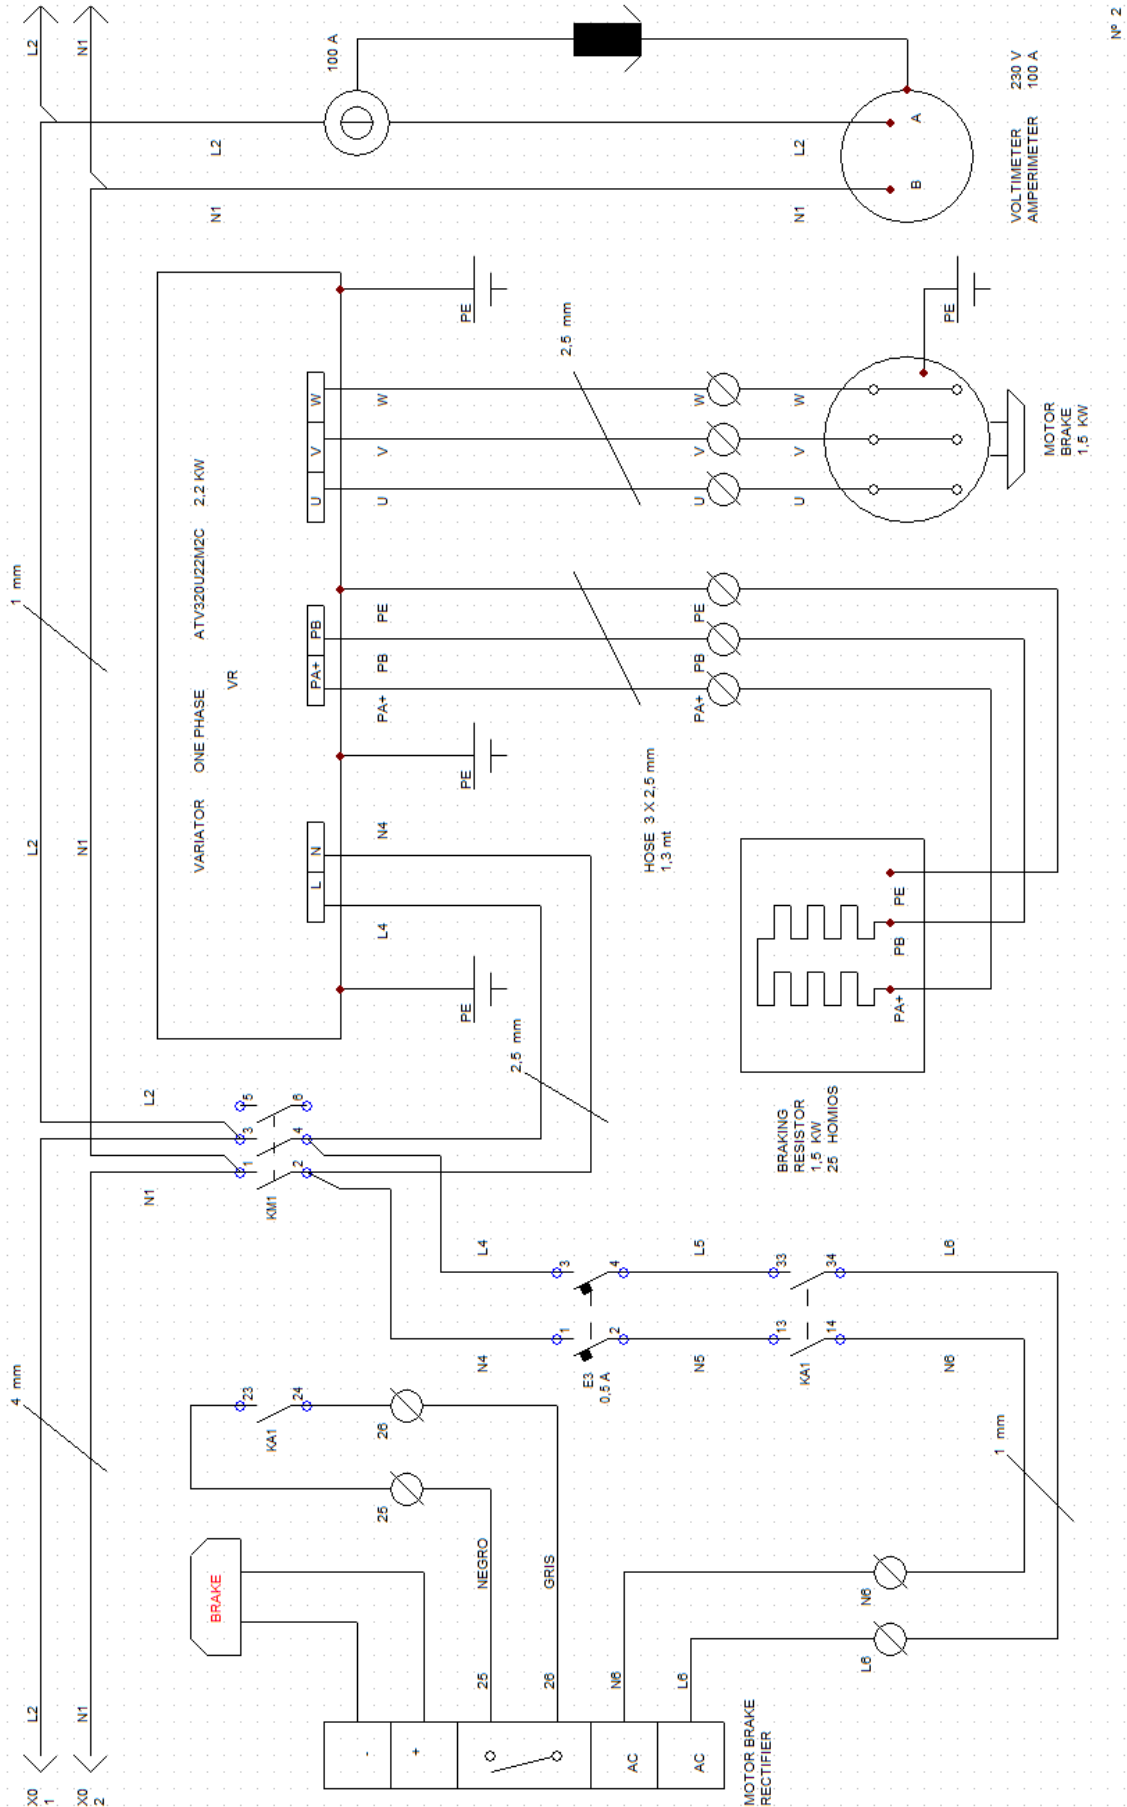 X0
1
L2
X0
2
N1
4 mm
L2
N1
1 mm
L2
N1
Nº 2
BRAKE
23
24
KA1
25
26
N1
L2
1
3
5
2
4
6
KM1
VARIATOR ONE PHASE ATV320U22M2C 2,2 KW
VR
L
N
PA+
PB
U
V
W
L4
N4
PA+
PB
PE
U
V
W
PE
PE
PE
100 A
L2
N1
2,5 mm
2,5 mm
HOSE 3 X 2,5 mm
1,3 mt
PA+
PB
PE
U
V
W
U
V
W
L2
N1
B
A
VOLTIMETER 230 V
AMPERIMETER 100 A
PE
MOTOR
BRAKE
1,5 KW
PA+
PB
PE
BRAKING
RESISTOR
1,5 KW
25 HOMIOS
N4
L4
1
3
2
4
E3
0,5 A
N5
L5
13
33
14
34
KA1
N6
L6
1 mm
-
+
25
NEGRO
26
GRIS
AC
N6
AC
L6
N6
L6
MOTOR BRAKE
RECTIFIER